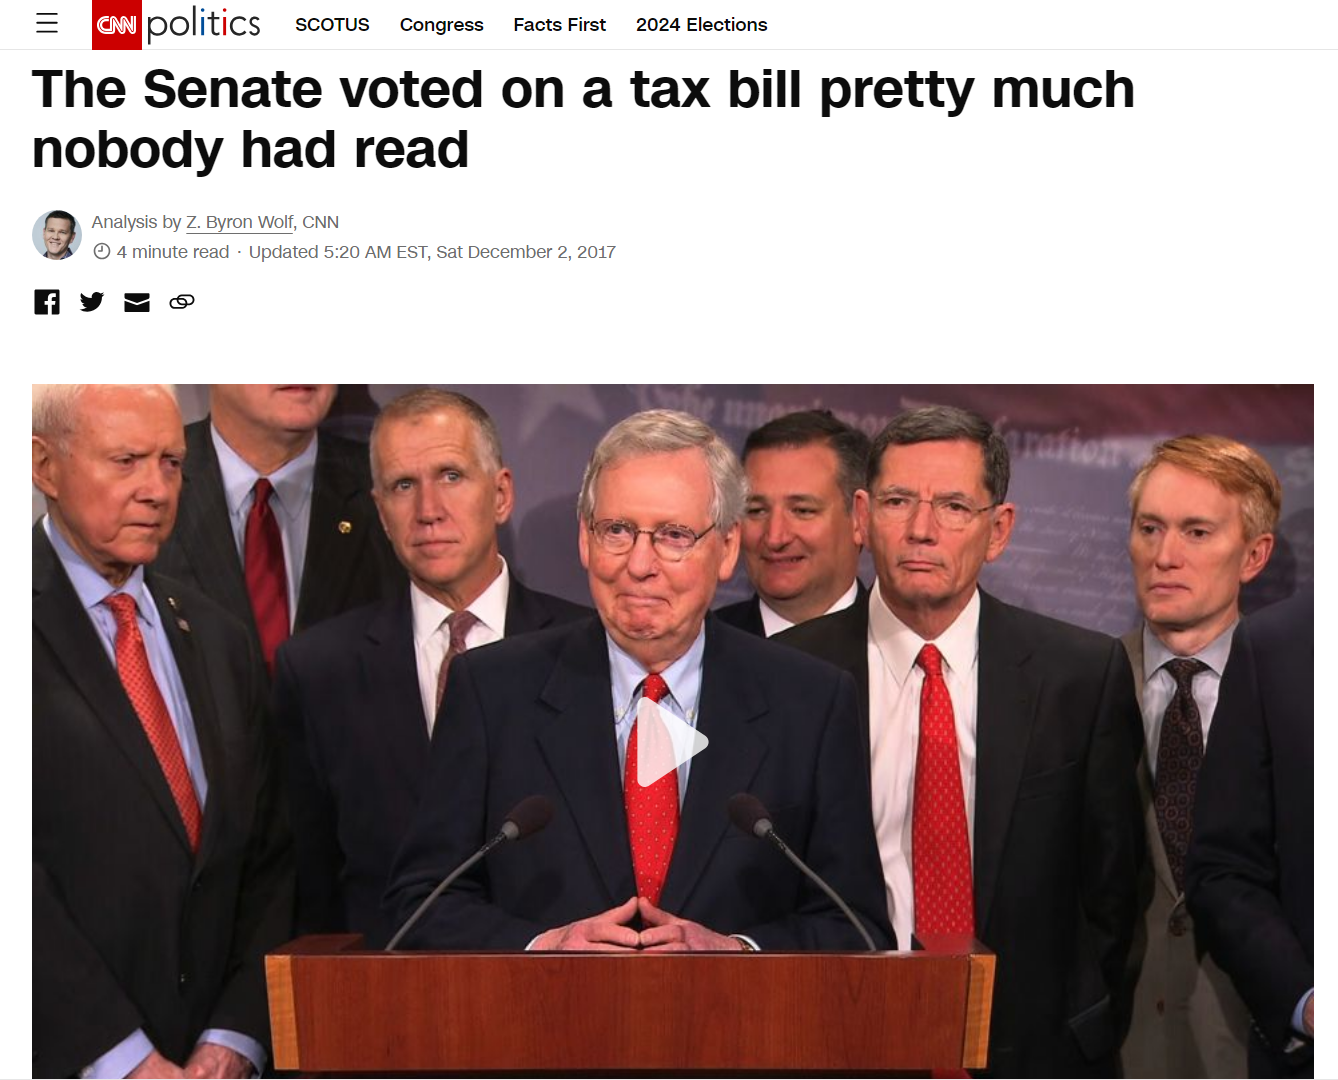 CNN politics SCOTUS Congress Facts First 2024 Elections
The Senate voted on a tax bill pretty much
nobody had read
Analysis by Z. Byron Wolf, CNN
4 minute read · Updated 5:20 AM EST, Sat December 2, 2017